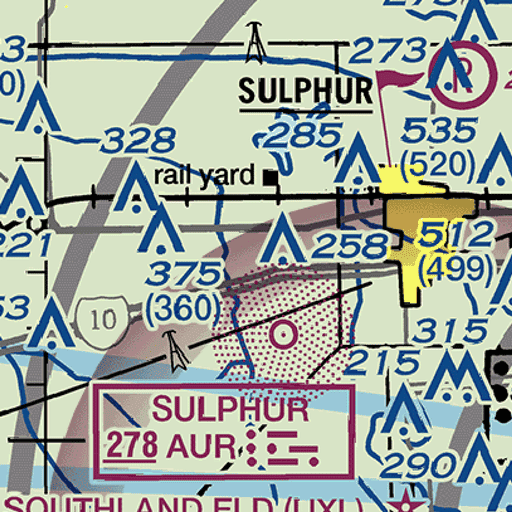 273
R
SULPHUR
285
535
(520)
328
rail yard
258
512
(499)
221
375
(360)
10
315
215
SULPHUR
278 AUR
290
SOUTHLAND FLD (UXL)